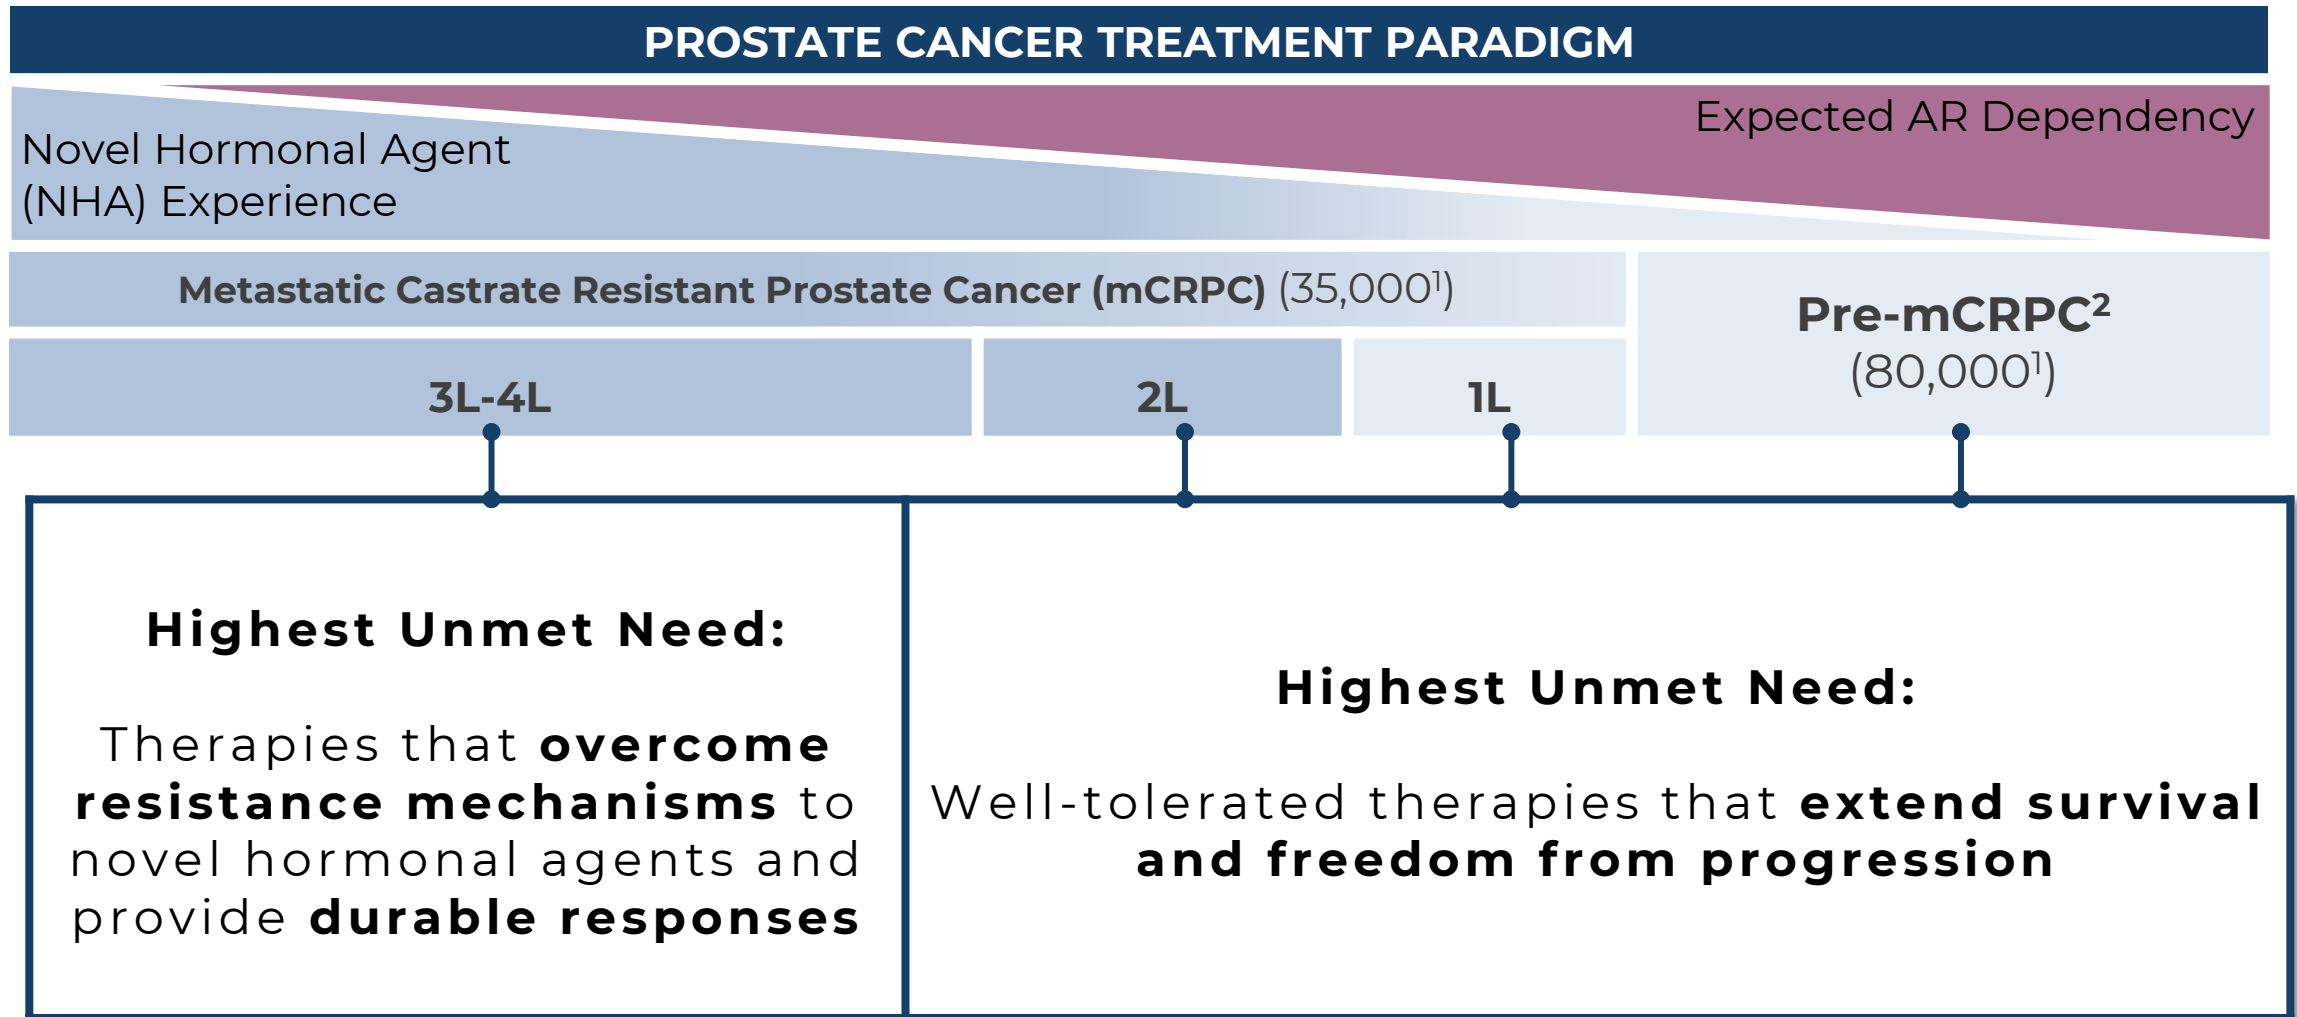 PROSTATE CANCER TREATMENT PARADIGM
Expected AR Dependency
Novel Hormonal Agent
(NHA) Experience
Metastatic Castrate Resistant Prostate Cancer (mCRPC) (35,000¹)
Pre-mCRPC²
(80,000¹)
3L-4L
2L
1L
Highest Unmet Need:
Therapies that overcome
resistance mechanisms to
novel hormonal agents and
provide durable responses
Highest Unmet Need:
Well-tolerated therapies that extend survival
and freedom from progression